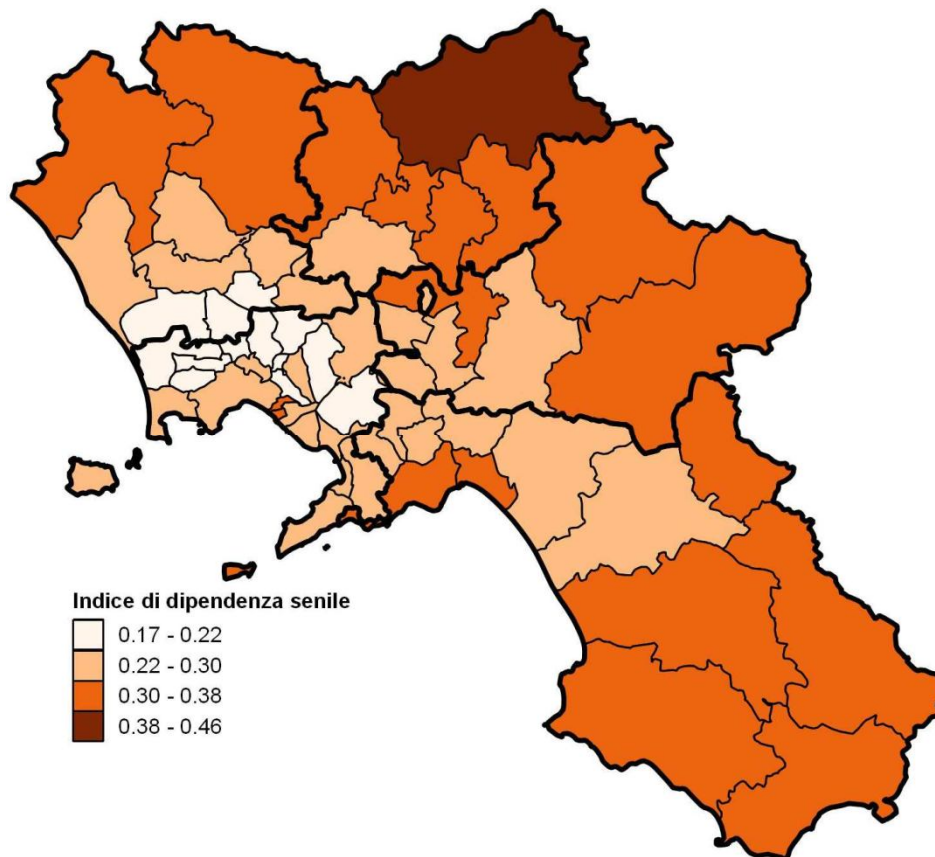 Indice di dipendenza senile
0.17 - 0.22
0.22 - 0.30
0.30 - 0.38
0.38 - 0.46